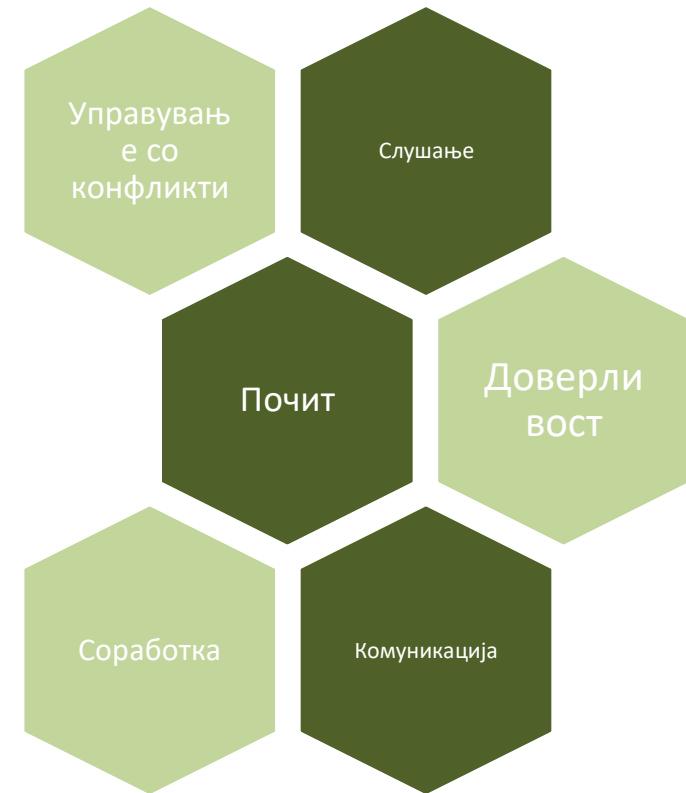 Управувањ
е со
конфликти
Слушање
Почит
Доверли
вост
Соработка
Комуникација